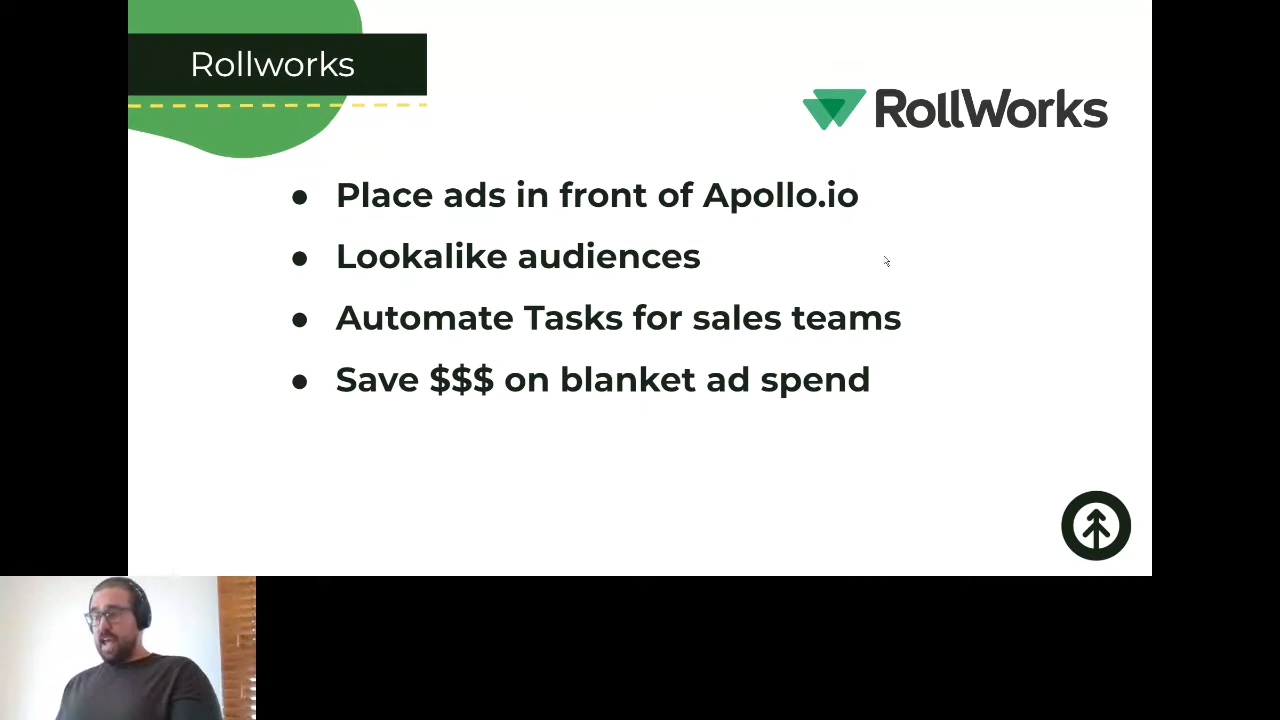 Rollworks
RollWorks
● Place ads in front of Apollo.io
● Lookalike audiences
● Automate Tasks for sales teams
● Save $$$ on blanket ad spend